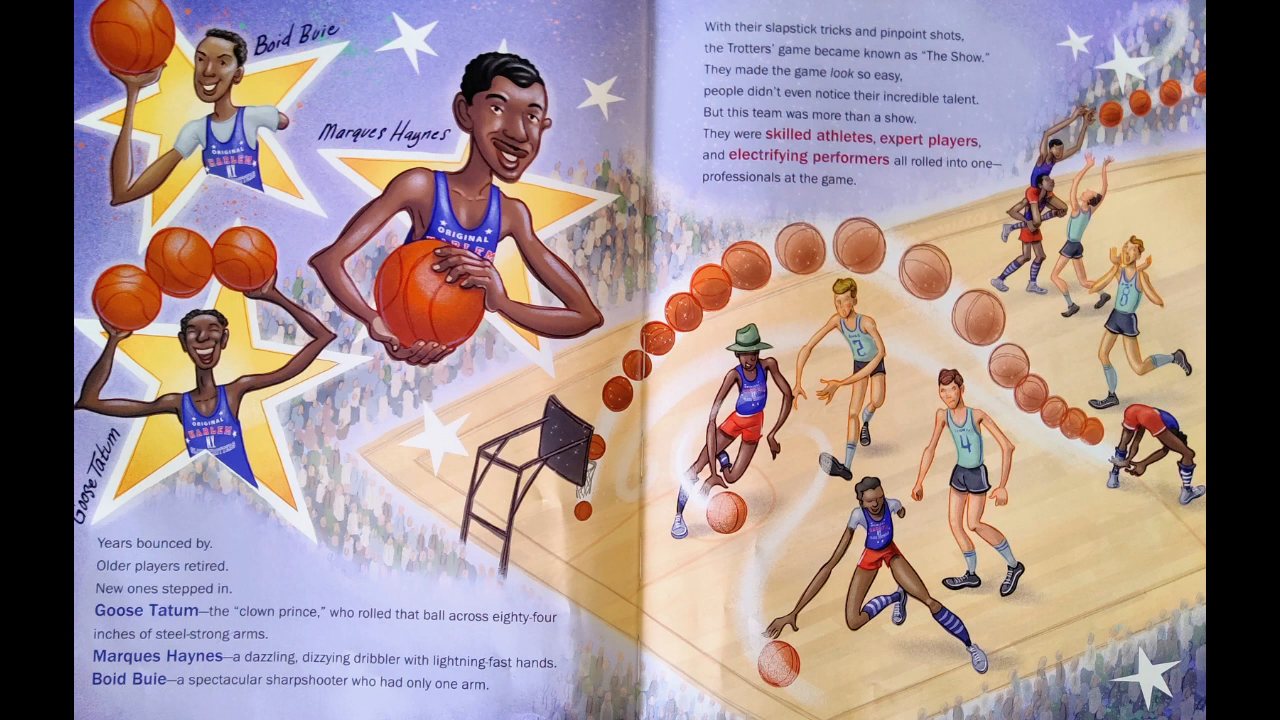 Boid Buie
Marques Haynes
Goose Tatum
ORIGINAL
HARLEM
ORIGINAL
HARLEM
ORIGINAL
HARLEM
Years bounced by.
Older players retired.
New ones stepped in.
Goose Tatum—the “clown prince,” who rolled that ball across eighty-four
inches of steel-strong arms.
Marques Haynes—a dazzling, dizzying dribbler with lightning-fast hands.
Boid Buie—a spectacular sharpshooter who had only one arm.
With their slapstick tricks and pinpoint shots,
the Trotters’ game became known as “The Show.”
They made the game look so easy,
people didn’t even notice their incredible talent.
But this team was more than a show.
They were skilled athletes, expert players,
and electrifying performers all rolled into one—
professionals at the game.
2
4
8